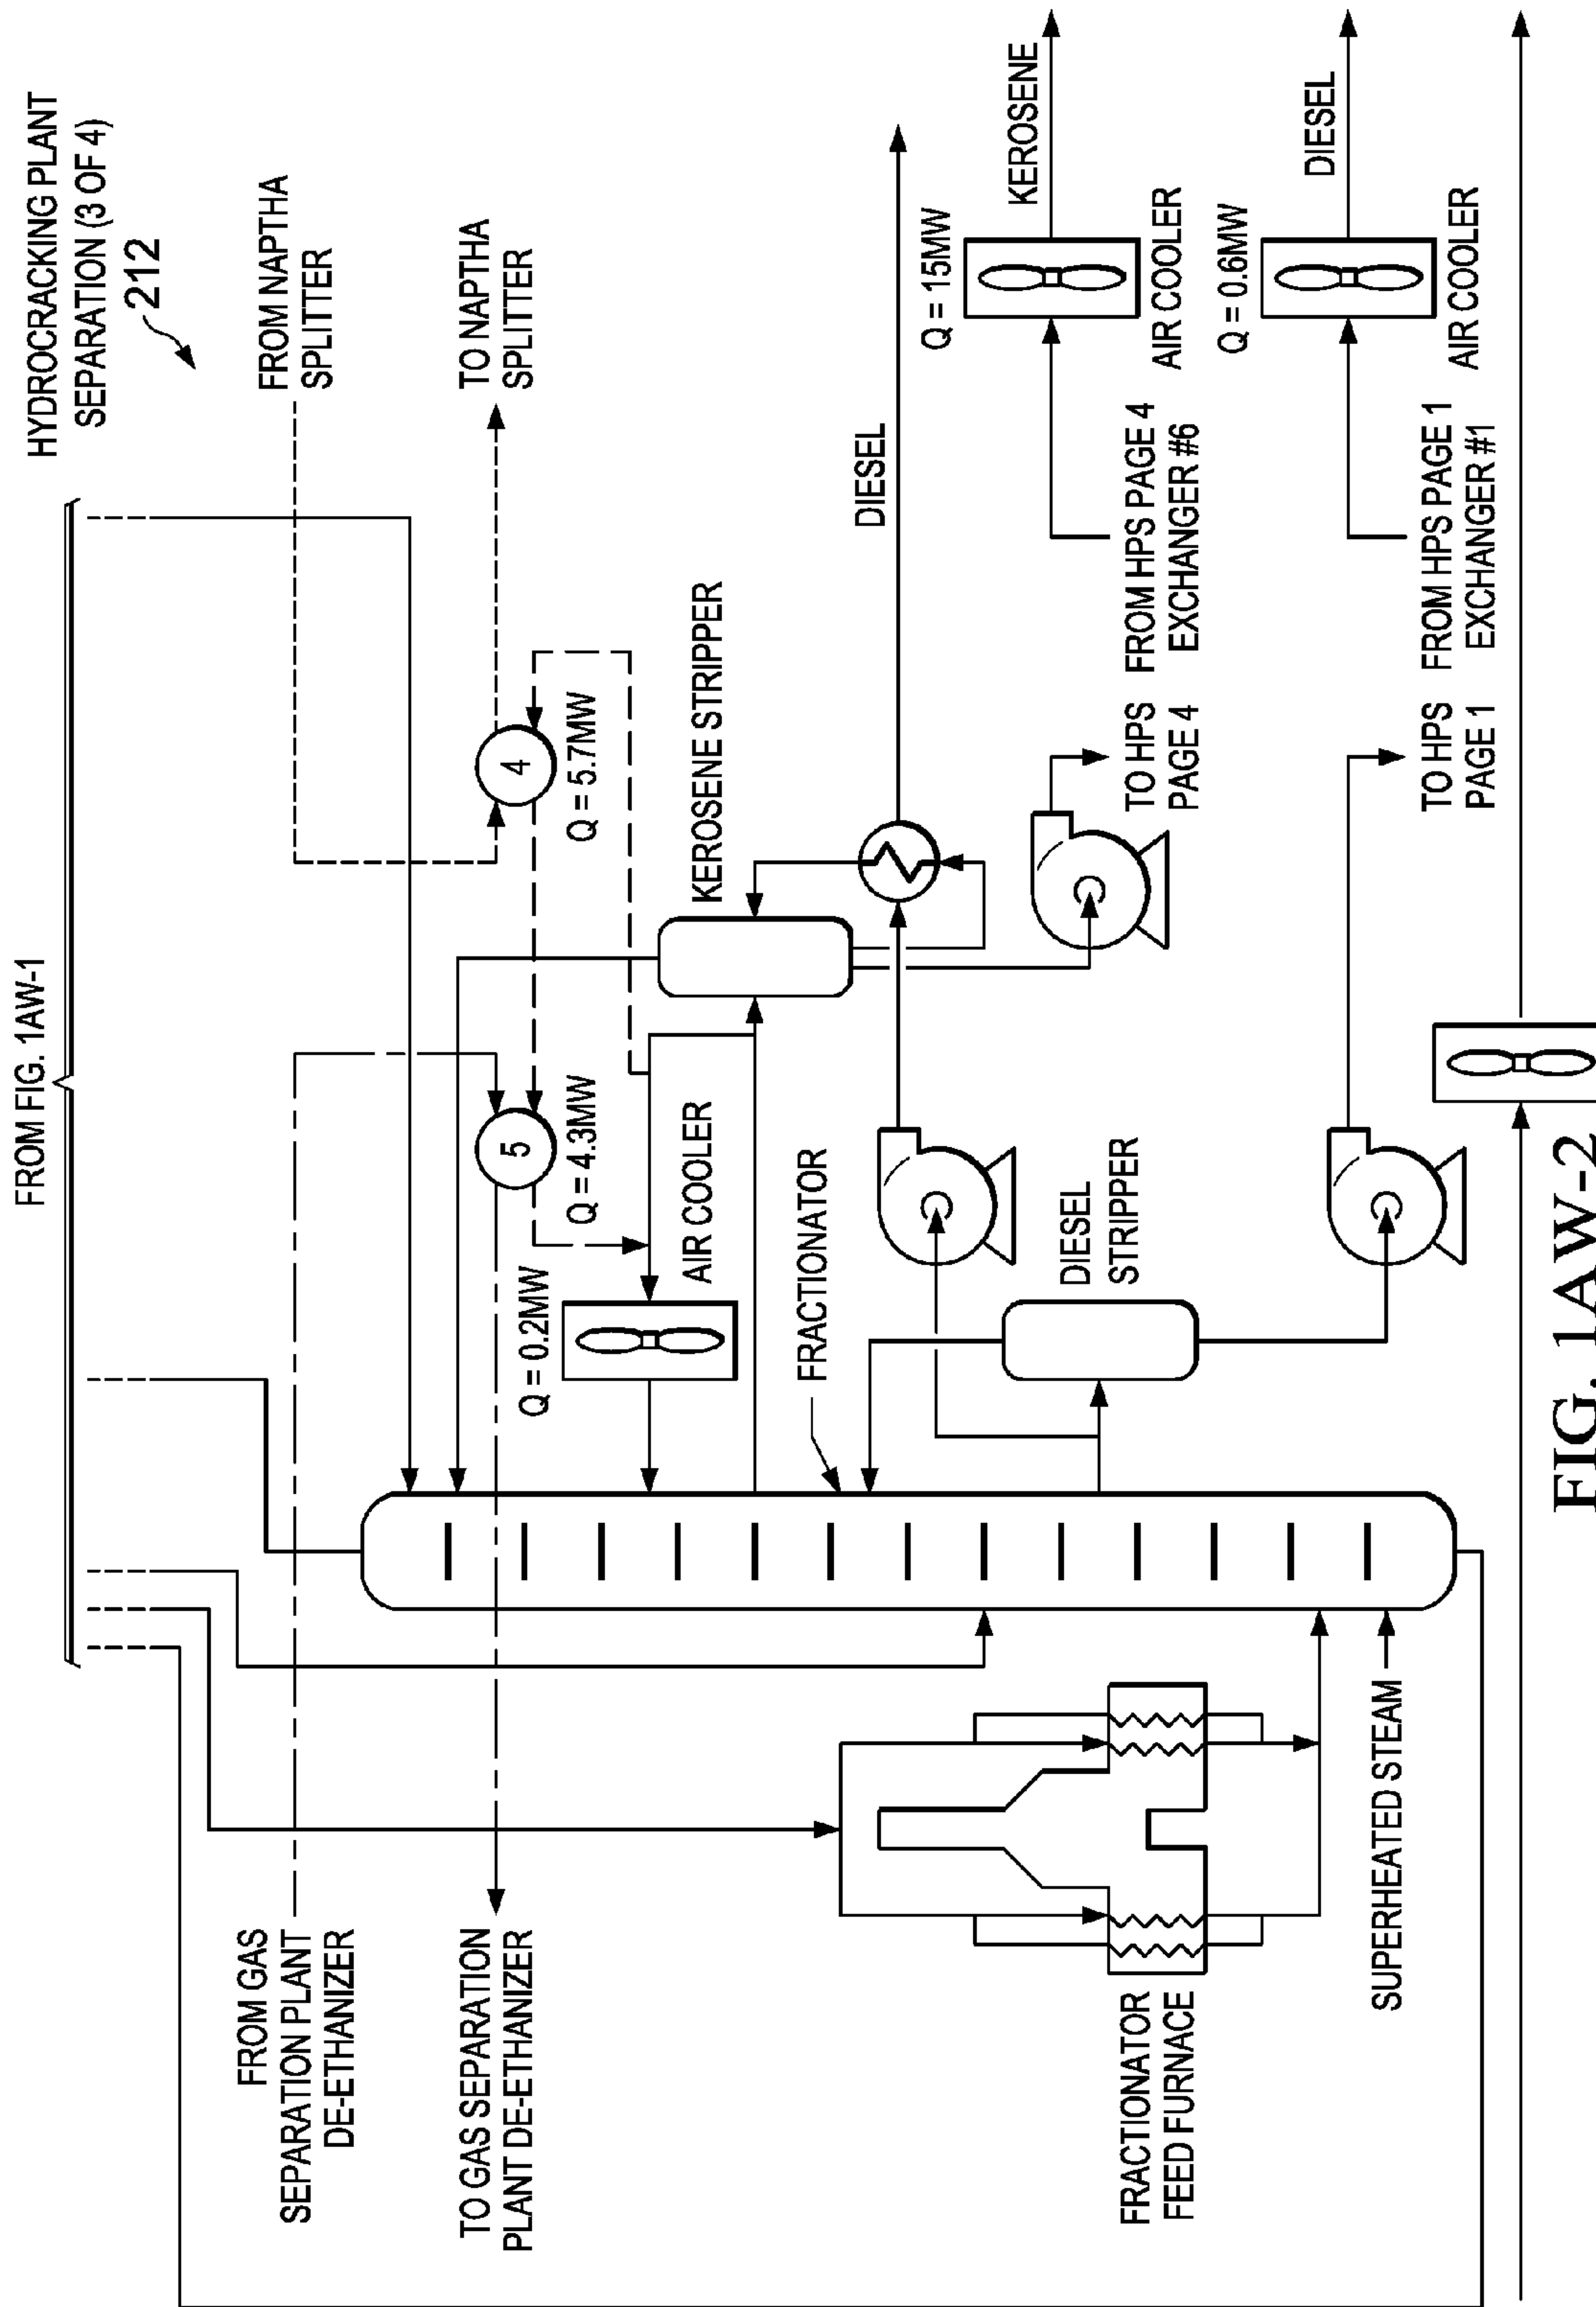 FROM FIG. 1AW-1
HYDROCRACKING PLANT
SEPARATION (3 OF 4)
212
FROM NAPTHA
SPLITTER
TO NAPTHA
SPLITTER
FROM GAS
SEPARATION PLANT
DE-ETHANIZER
TO GAS SEPARATION
PLANT DE-ETHANIZER
5
Q = 4.3MW
4
Q = 5.7MW
Q = 0.2MW
AIR COOLER
KEROSENE STRIPPER
FRACTIONATOR
DIESEL
Q = 15MW
KEROSENE
AIR COOLER
DIESEL
STRIPPER
TO HPS
PAGE 4
FROM HPS PAGE 4
EXCHANGER #6
Q = 0.6MW
DIESEL
AIR COOLER
FRACTIONATOR
FEED FURNACE
SUPERHEATED STEAM
TO HPS
PAGE 1
FROM HPS PAGE 1
EXCHANGER #1
FIG. 1AW-2